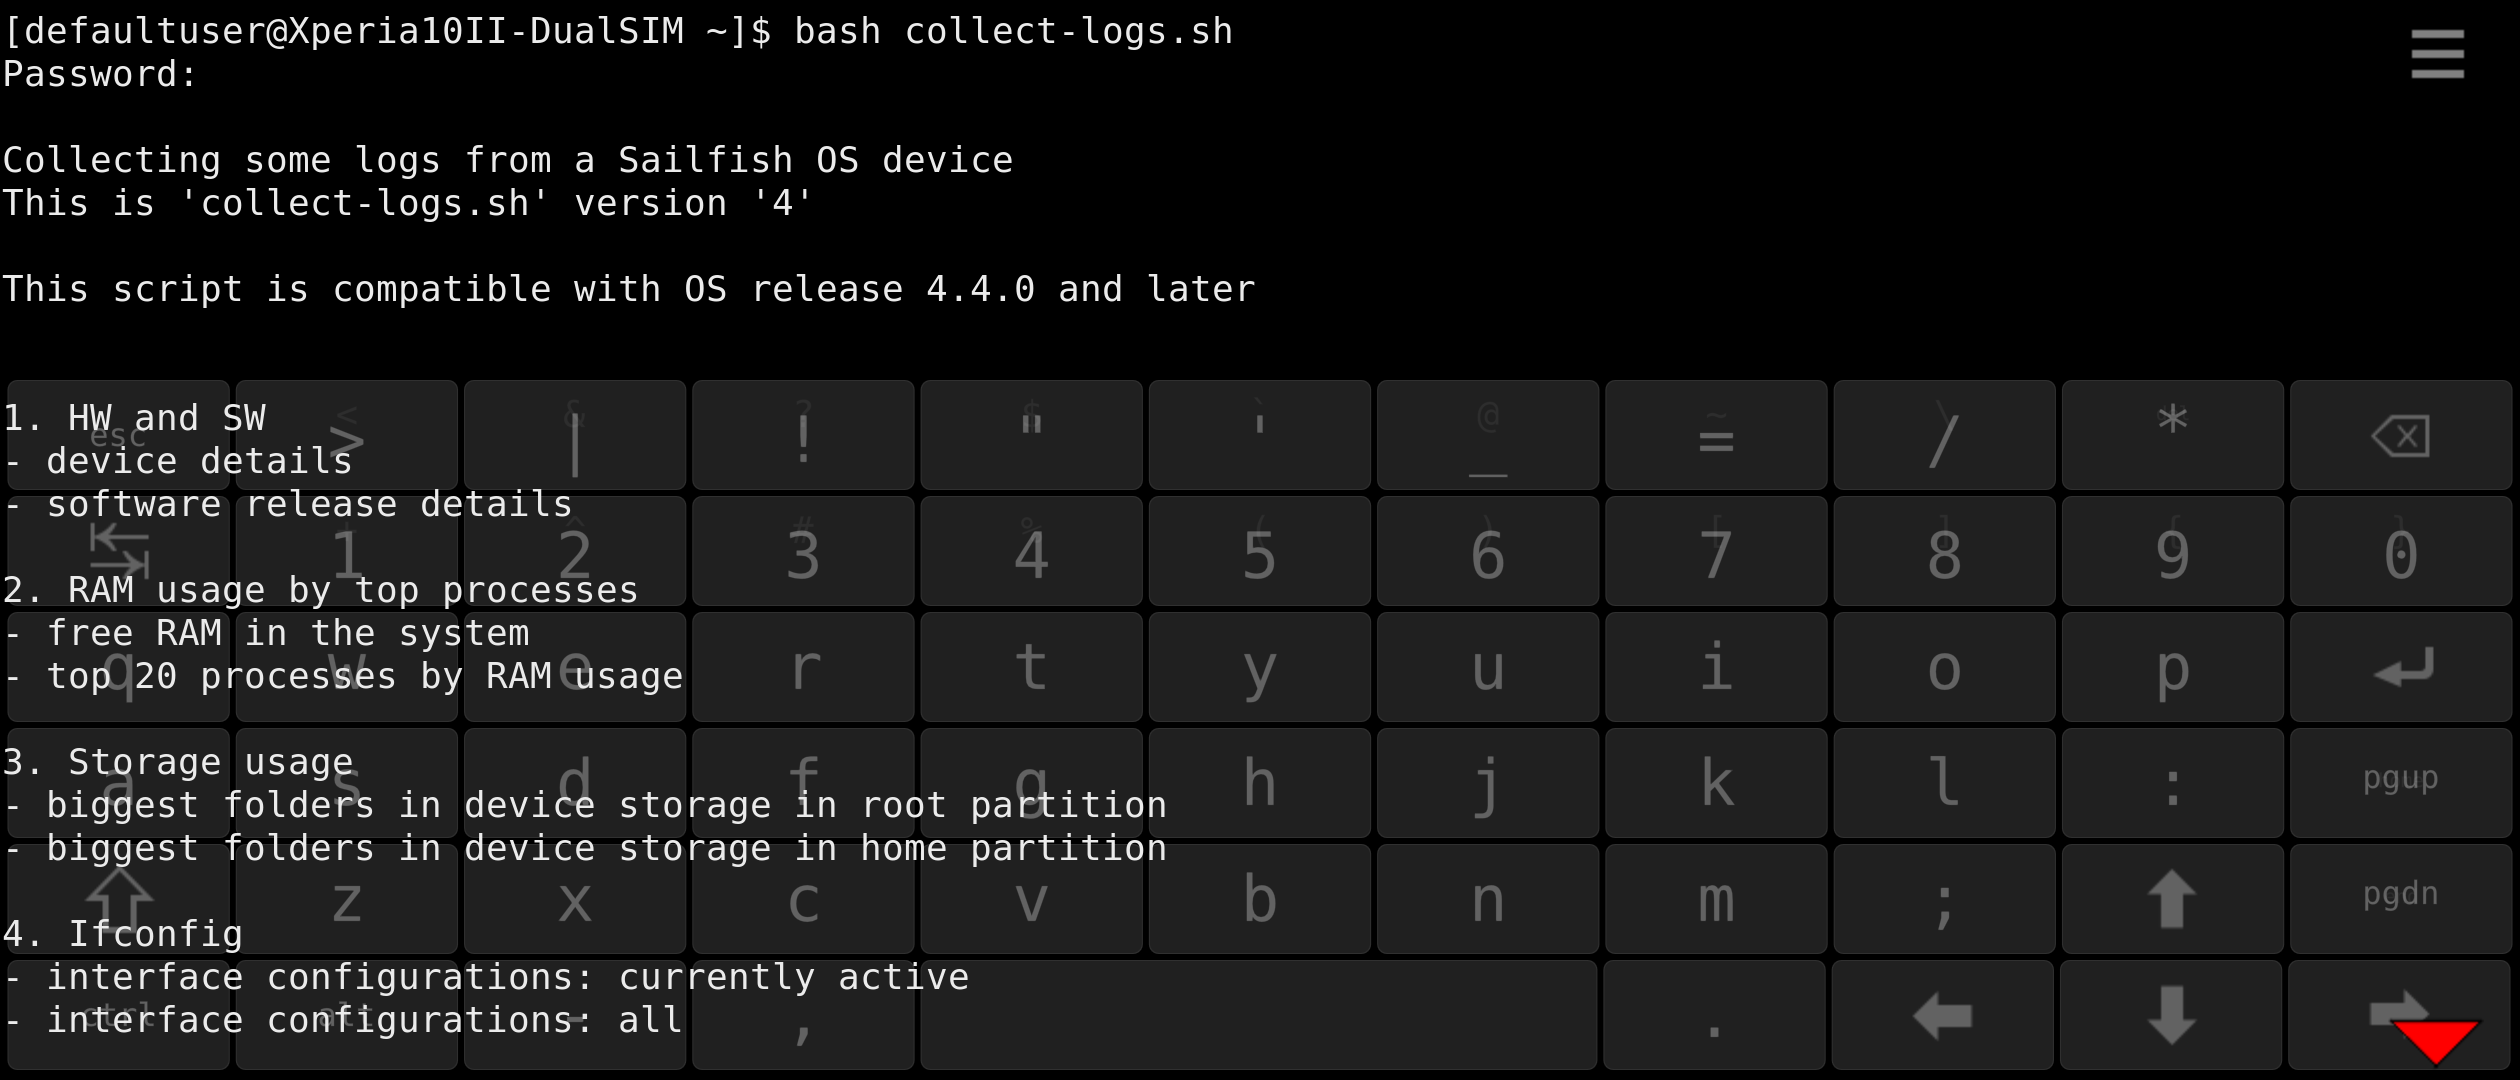 [defaultuser@Xperia10II-DualSIM ~]$ bash collect-logs.sh
Password:
Collecting some logs from a Sailfish OS device
This is 'collect-logs.sh' version '4'
This script is compatible with OS release 4.4.0 and later
1. HW and SW
- device details
- software release details
2. RAM usage by top processes
- free RAM in the system
- top 20 processes by RAM usage
3. Storage usage
- biggest folders in device storage in root partition
- biggest folders in device storage in home partition
4. Ifconfig
- interface configurations: currently active
- interface configurations: all
< & ? $ ` @ ~ \
esc > | ! " ' _ = / *
+ ^ # % ( ) [ ] { }
1 2 3 4 5 6 7 8 9 0
q w e r t y u i o p
a s d f g h j k l : pgup
z x c v b n m ; pgdn
ctrl alt - , .